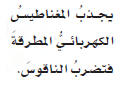 يجذبُ المغناطيسُ
الكهربائيُّ المطرقةَ
فتضربُ الناقوسَ.